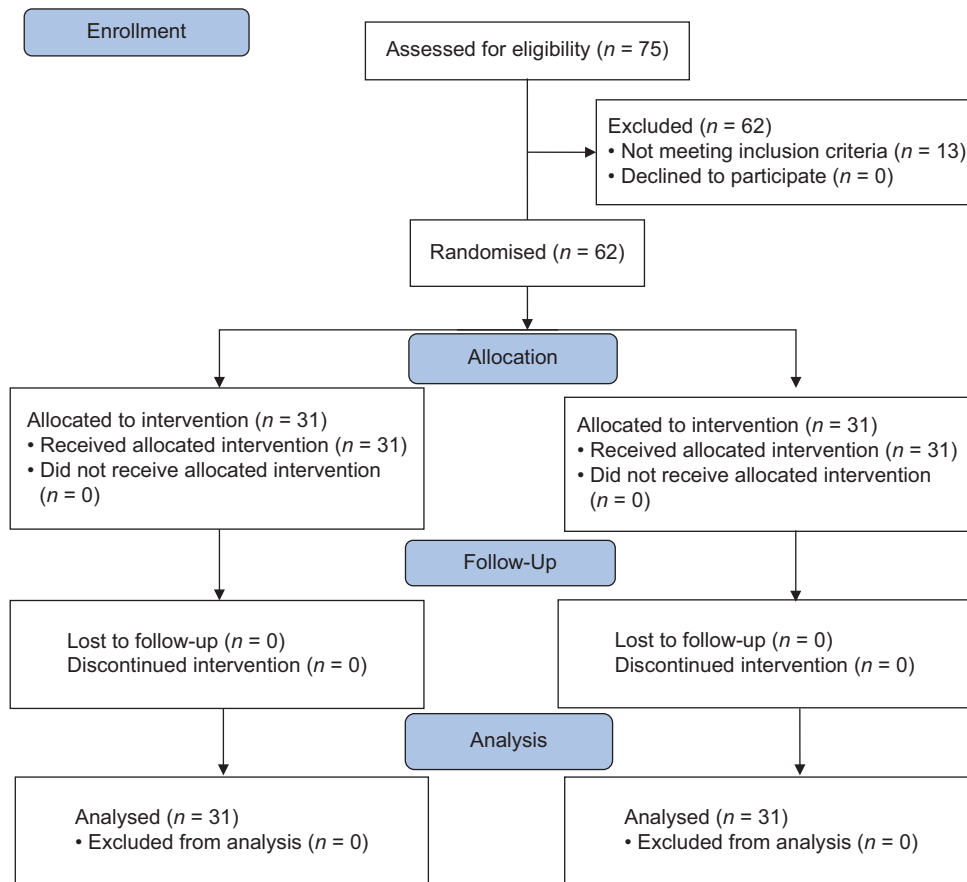 Enrollment
Assessed for eligibility (n = 75)
Excluded (n = 62)
• Not meeting inclusion criteria (n = 13)
• Declined to participate (n = 0)
Randomised (n = 62)
Allocation
Allocated to intervention (n = 31)
• Received allocated intervention (n = 31)
• Did not receive allocated intervention
(n = 0)
Allocated to intervention (n = 31)
• Received allocated intervention (n = 31)
• Did not receive allocated intervention
(n = 0)
Follow-Up
Lost to follow-up (n = 0)
Discontinued intervention (n = 0)
Lost to follow-up (n = 0)
Discontinued intervention (n = 0)
Analysis
Analysed (n = 31)
• Excluded from analysis (n = 0)
Analysed (n = 31)
• Excluded from analysis (n = 0)